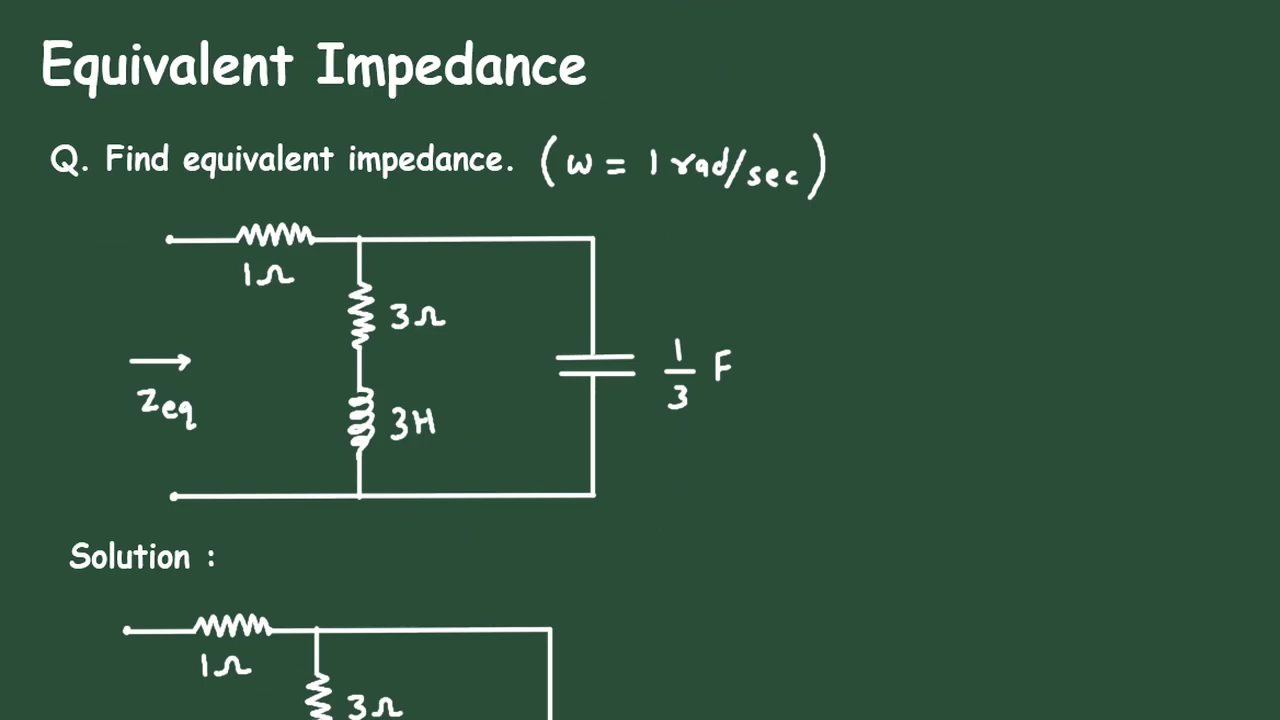 Equivalent Impedance
Q. Find equivalent impedance. (ω = 1 rad/sec)
1Ω
3Ω
1/3 F
Zeq
3H
Solution :
1Ω
3Ω